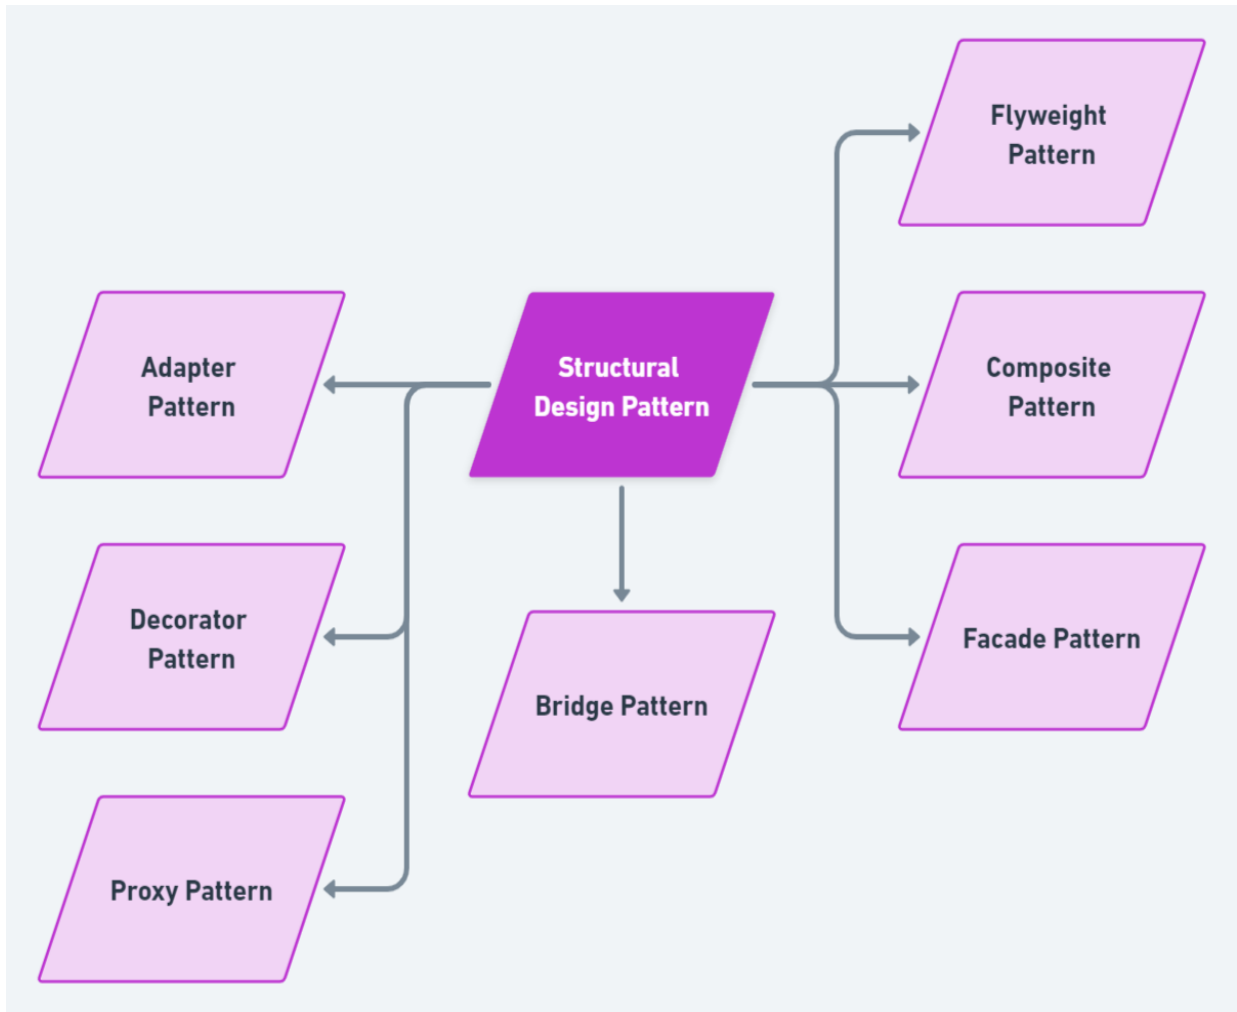 Flyweight
Pattern
Adapter
Pattern
Structural
Design Pattern
Composite
Pattern
Decorator
Pattern
Facade Pattern
Bridge Pattern
Proxy Pattern